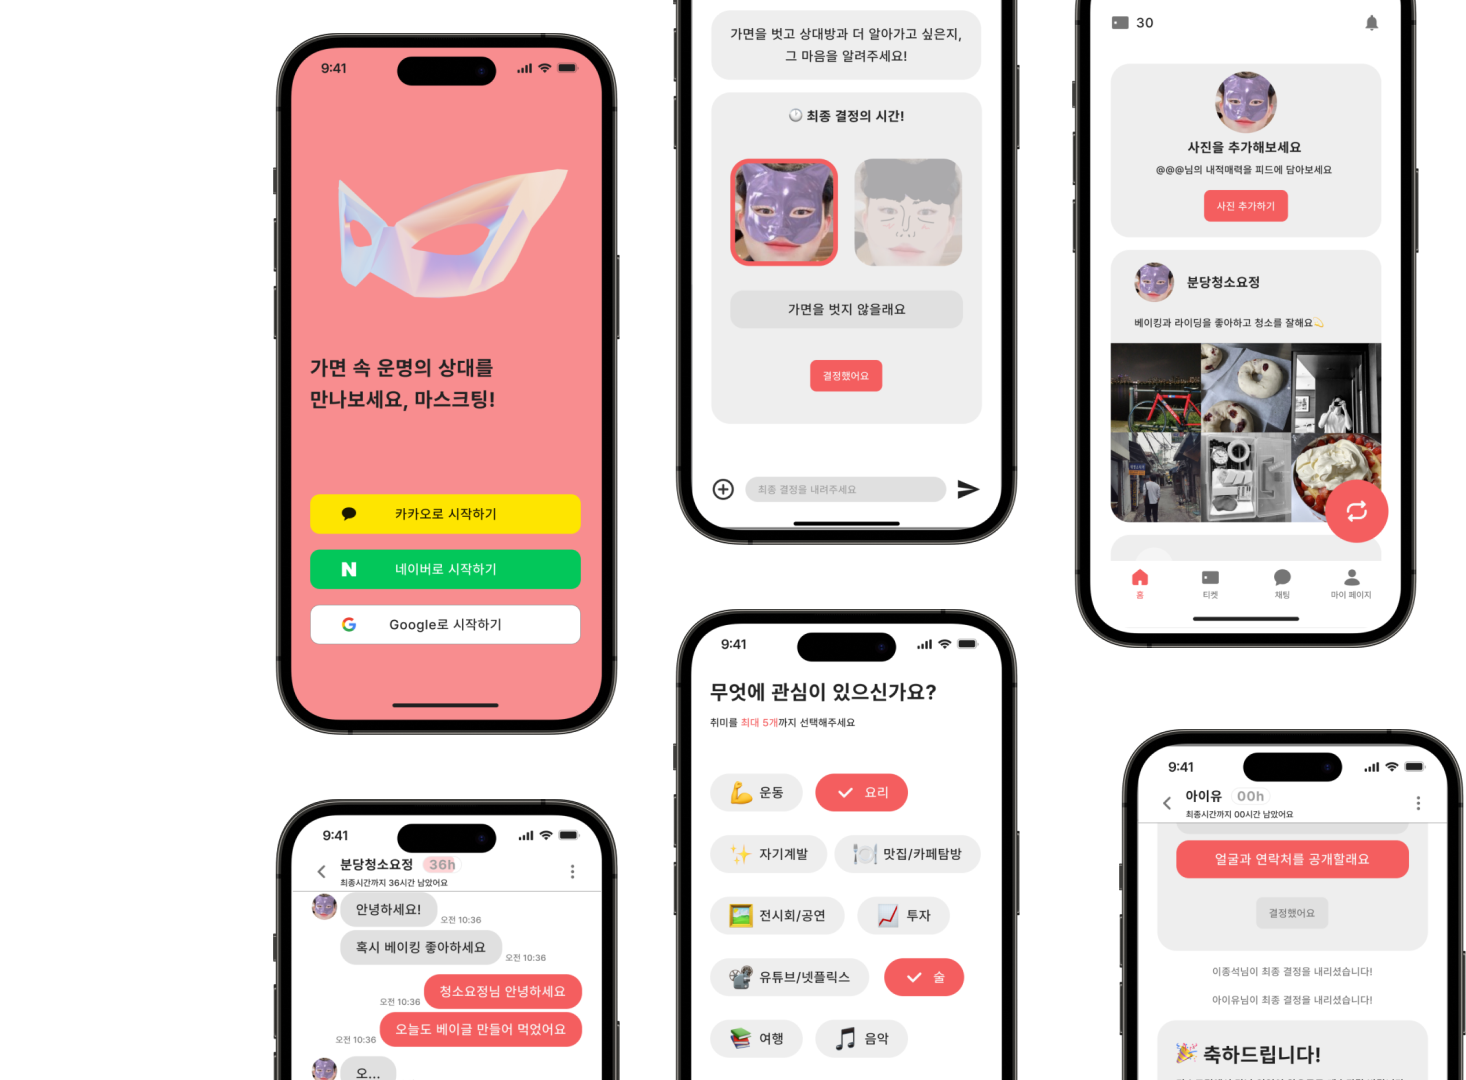 9:41
가면 속 운명의 상대를
만나보세요, 마스크팅!
카카오로 시작하기
N
네이버로 시작하기
G
Google로 시작하기
9:41
분당청소요정
36h
최종시간까지 36시간 남았어요
안녕하세요!
오전 10:36
혹시 베이킹 좋아하세요
오전 10:36
청소요정님 안녕하세요
오전 10:36
오늘도 베이글 만들어 먹었어요
오전 10:36
오...
가면을 벗고 상대방과 더 알아가고 싶은지,
그 마음을 알려주세요!
최종 결정의 시간!
가면을 벗지 않을래요
결정했어요
최종 결정을 내려주세요
9:41
무엇에 관심이 있으신가요?
취미를 최대 5개까지 선택해주세요
운동
요리
자기계발
맛집/카페탐방
전시회/공연
투자
유튜브/넷플릭스
술
여행
음악
30
사진을 추가해보세요
@@@님의 내적매력을 피드에 담아보세요
사진 추가하기
분당청소요정
베이킹과 라이딩을 좋아하고 청소를 잘해요
홈
티켓
채팅
마이 페이지
9:41
아이유
00h
최종시간까지 00시간 남았어요
얼굴과 연락처를 공개할래요
결정했어요
이종석님이 최종 결정을 내리셨습니다!
아이유님이 최종 결정을 내리셨습니다!
축하드립니다!